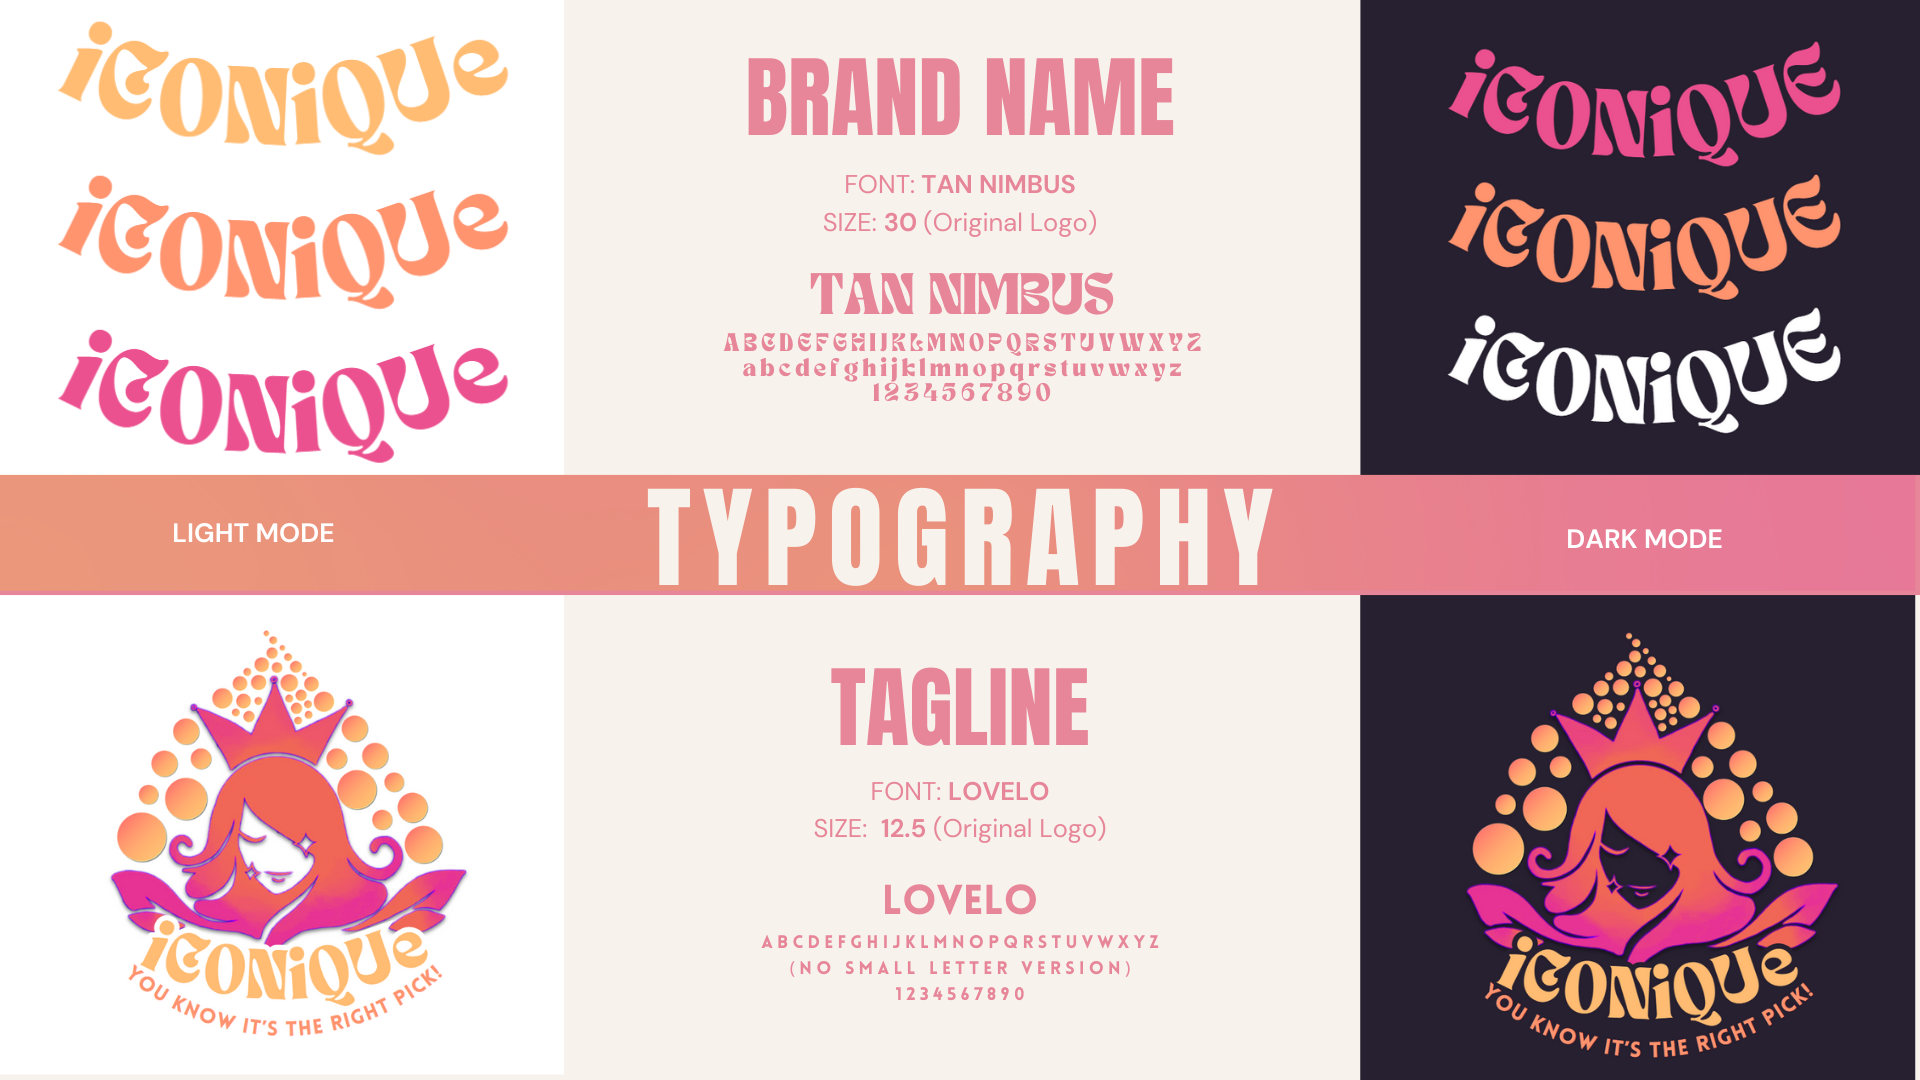 iCONiQUe
iCONiQUe
iCONiQUe
BRAND NAME
FONT: TAN NIMBUS
SIZE: 30 (Original Logo)
TAN NIMBUS
ABCDEFGHIJKLMNOPQRSTUVWXYZ
abcdefghijklmnopqrstuvwxyz
1234567890
iCONiQUE
iCONiQUE
iCONiQUE
LIGHT MODE
TYPOGRAPHY
DARK MODE
iCONiQUe
YOU KNOW IT'S THE RIGHT PICK!
TAGLINE
FONT: LOVELO
SIZE: 12.5 (Original Logo)
LOVELO
ABCDEFGHIJKLMNOPQRSTUVWXYZ
(NO SMALL LETTER VERSION)
1234567890
iCONiQUe
YOU KNOW IT'S THE RIGHT PICK!